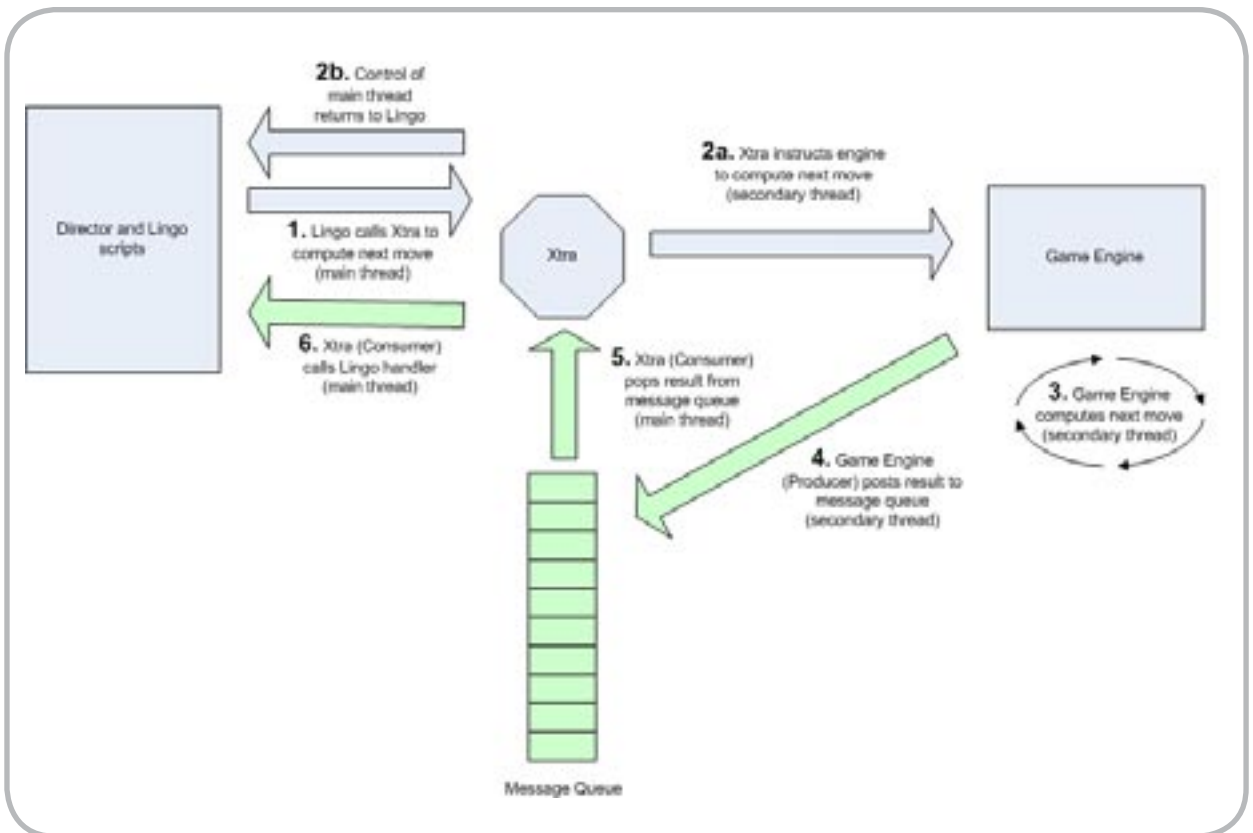 2b. Control of
main thread
returns to Lingo
2a. Xtra instructs engine
to compute next move
(secondary thread)
Director and Lingo
scripts
1. Lingo calls Xtra to
compute next move
(main thread)
Xtra
Game Engine
6. Xtra (Consumer)
calls Lingo handler
(main thread)
5. Xtra (Consumer)
pops result from
message queue
(main thread)
3. Game Engine
computes next move
(secondary thread)
4. Game Engine
(Producer) posts result to
message queue
(secondary thread)
Message Queue